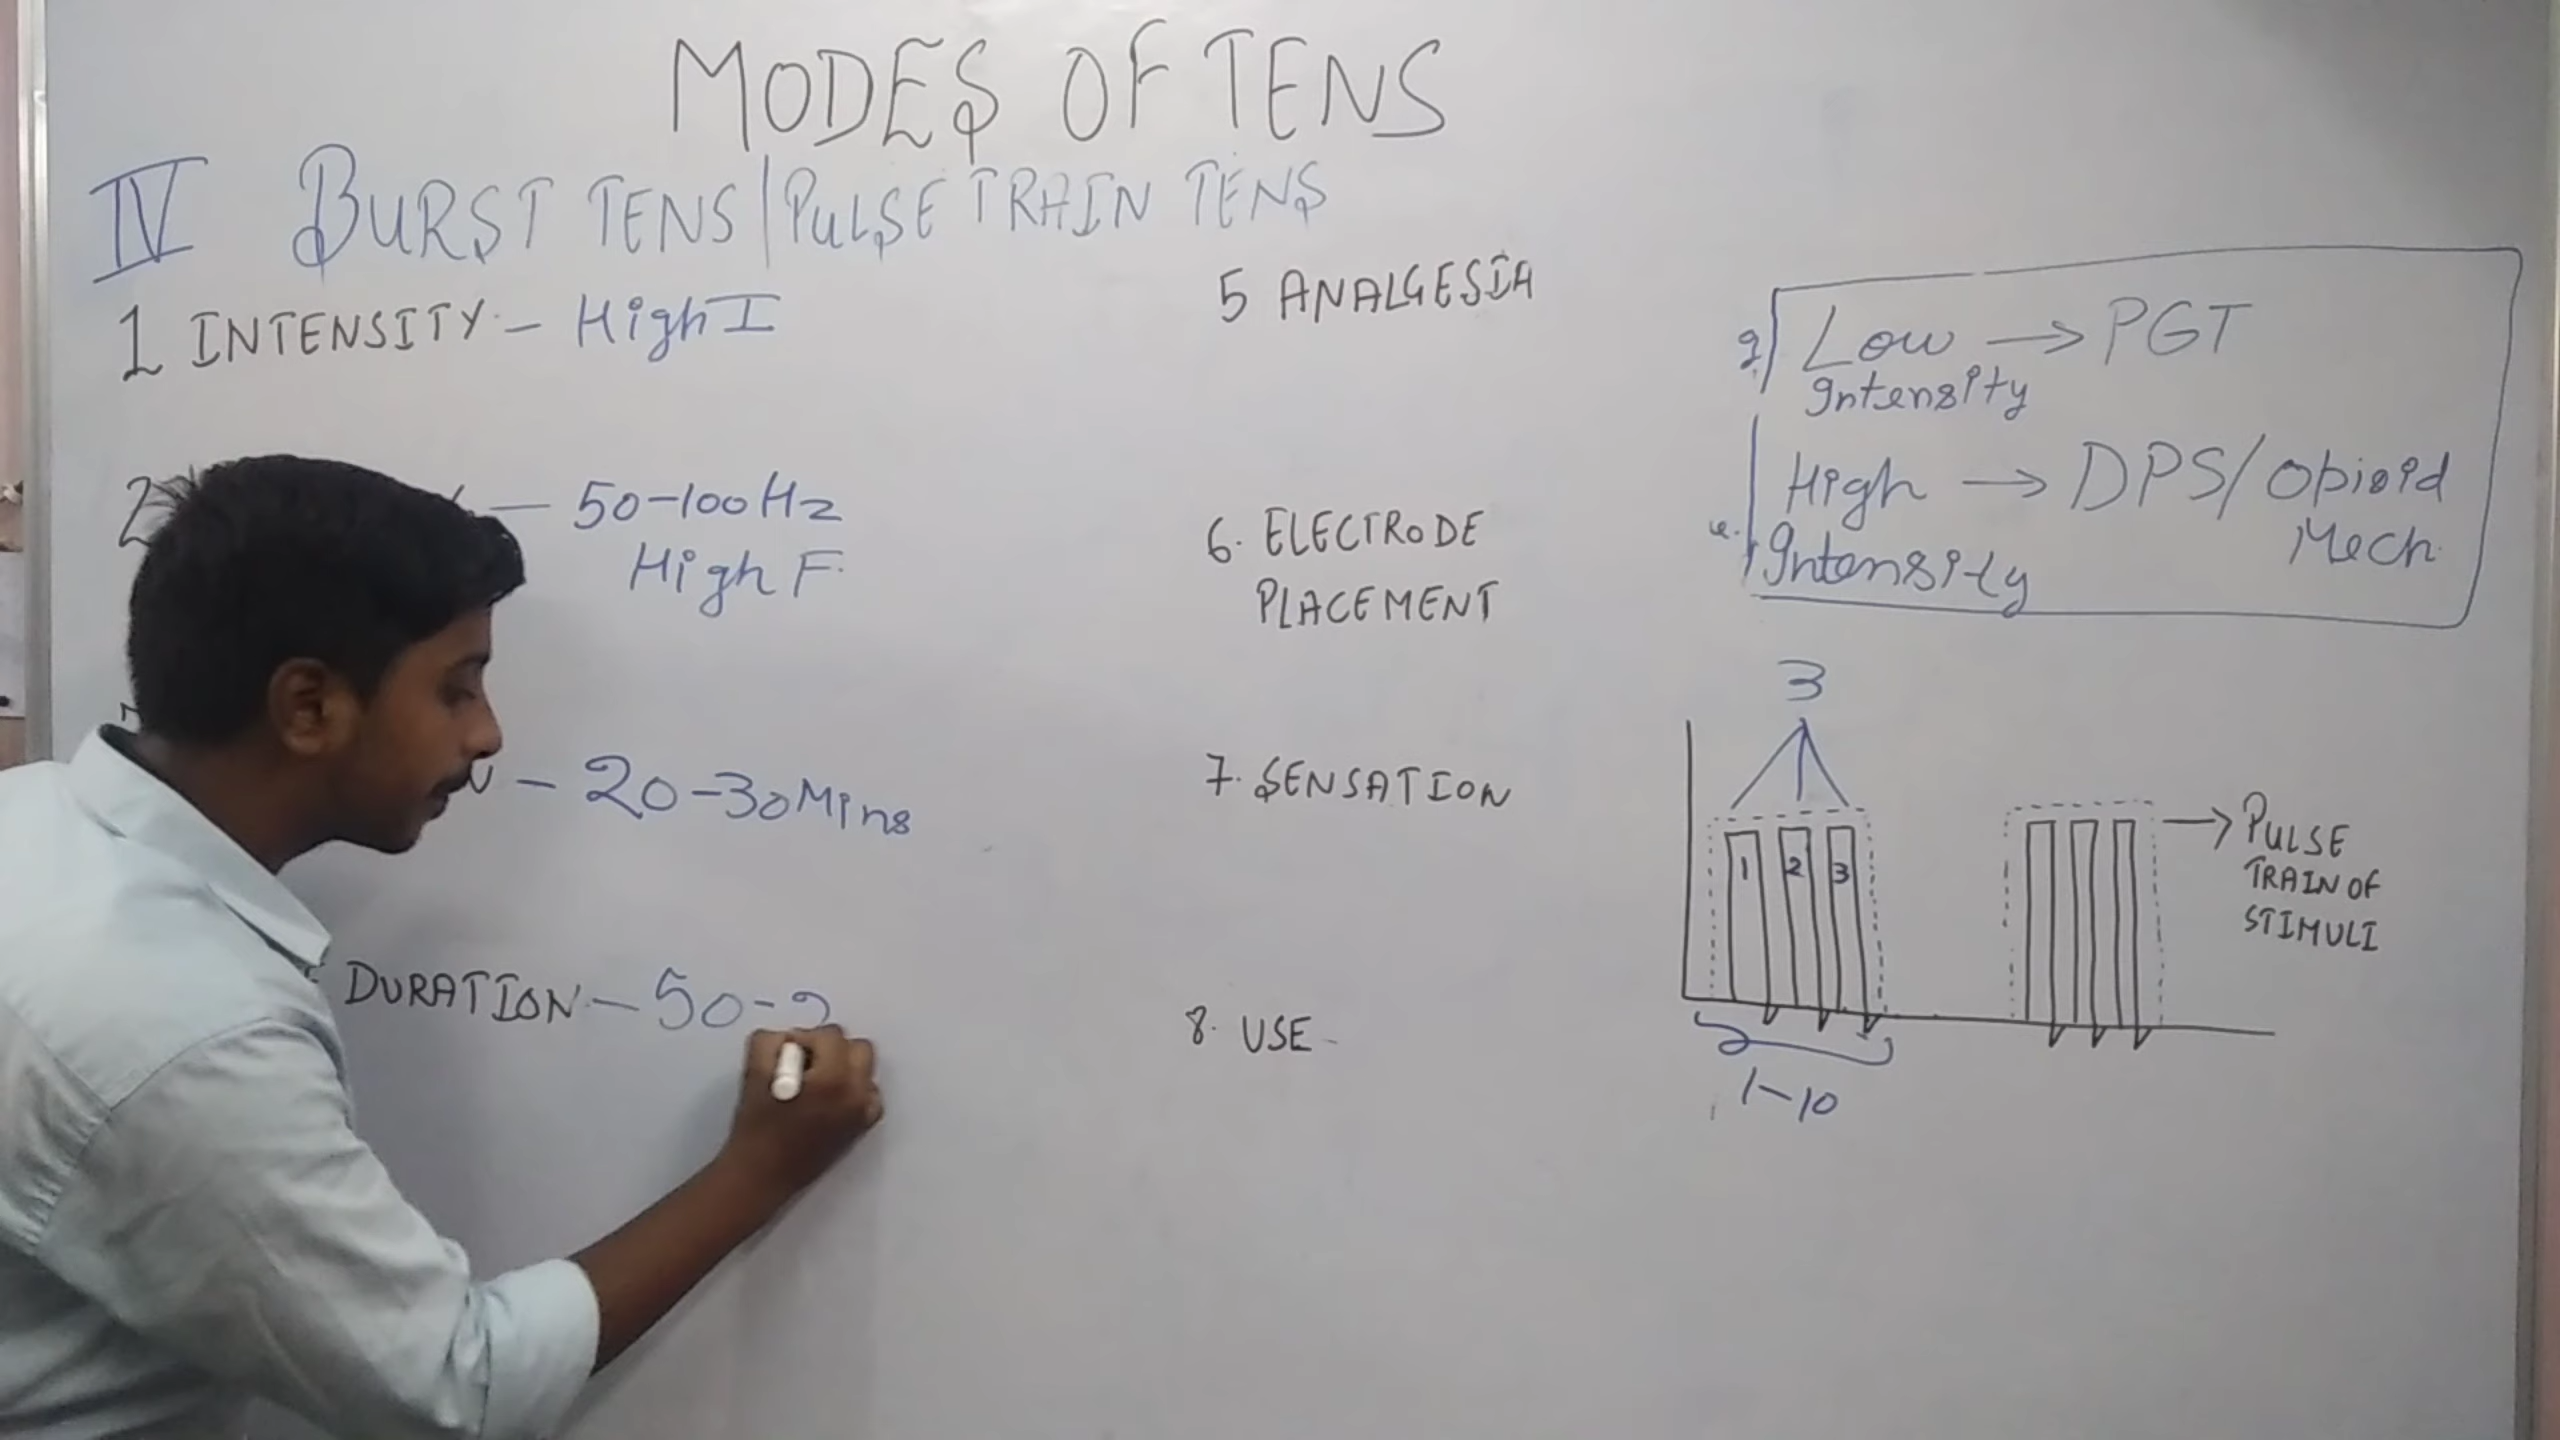 MODES OF TENS
IV BURST TENS/PULSE TRAIN TENS
1 INTENSITY - High I
2 - 50-100Hz
High F.
- 20-30Mins
DURATION - 50-2
5 ANALGESIA
6. ELECTRODE
PLACEMENT
7. SENSATION
8. USE -
Low → PGT
Intensity
High → DPS/Opioid
Mech.
Intensity
3
1 2 3
1-10
→ PULSE
TRAIN OF
STIMULI